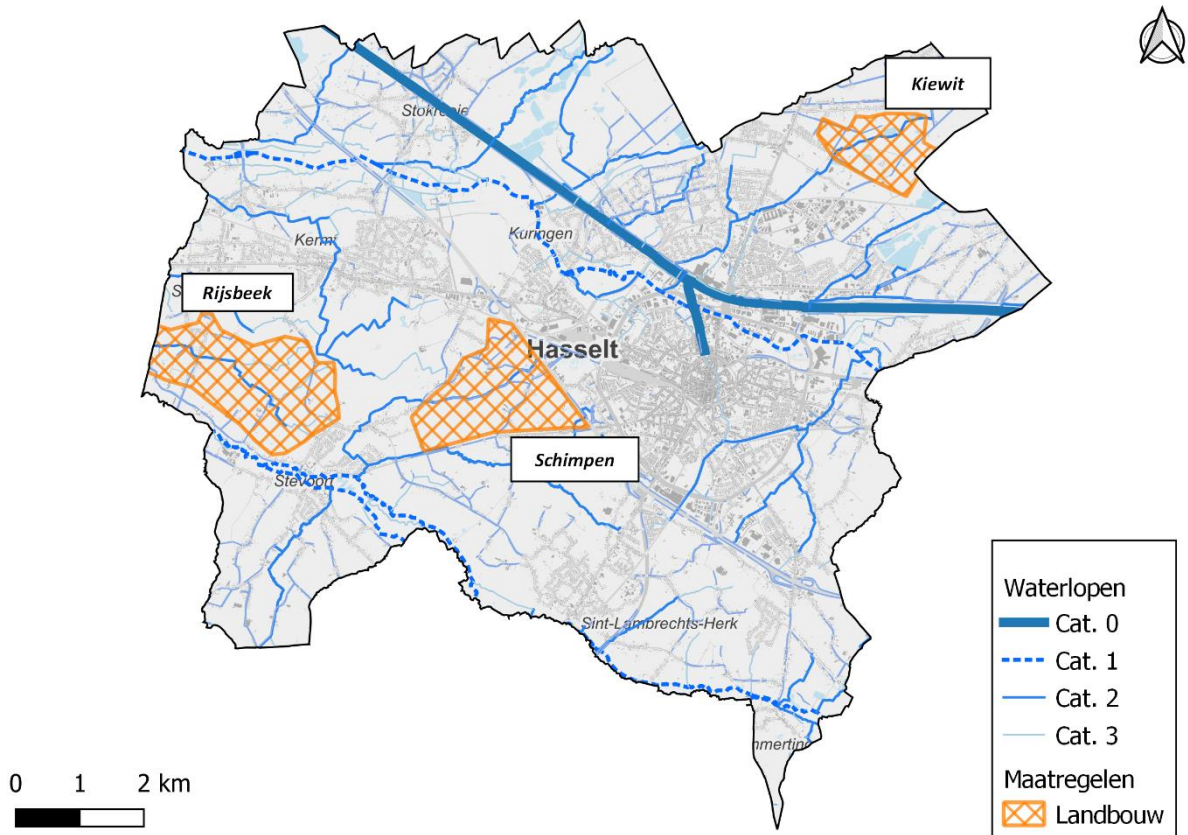 Kiewit
Stokrooie
Kuringen
Kermt
Rijsbeek
Hasselt
Schimpen
Stevoort
Sint-Lambrechts-Herk
Waterlopen
Cat. 0
Cat. 1
Cat. 2
Cat. 3
Maatregelen
Landbouw
0 1 2 km